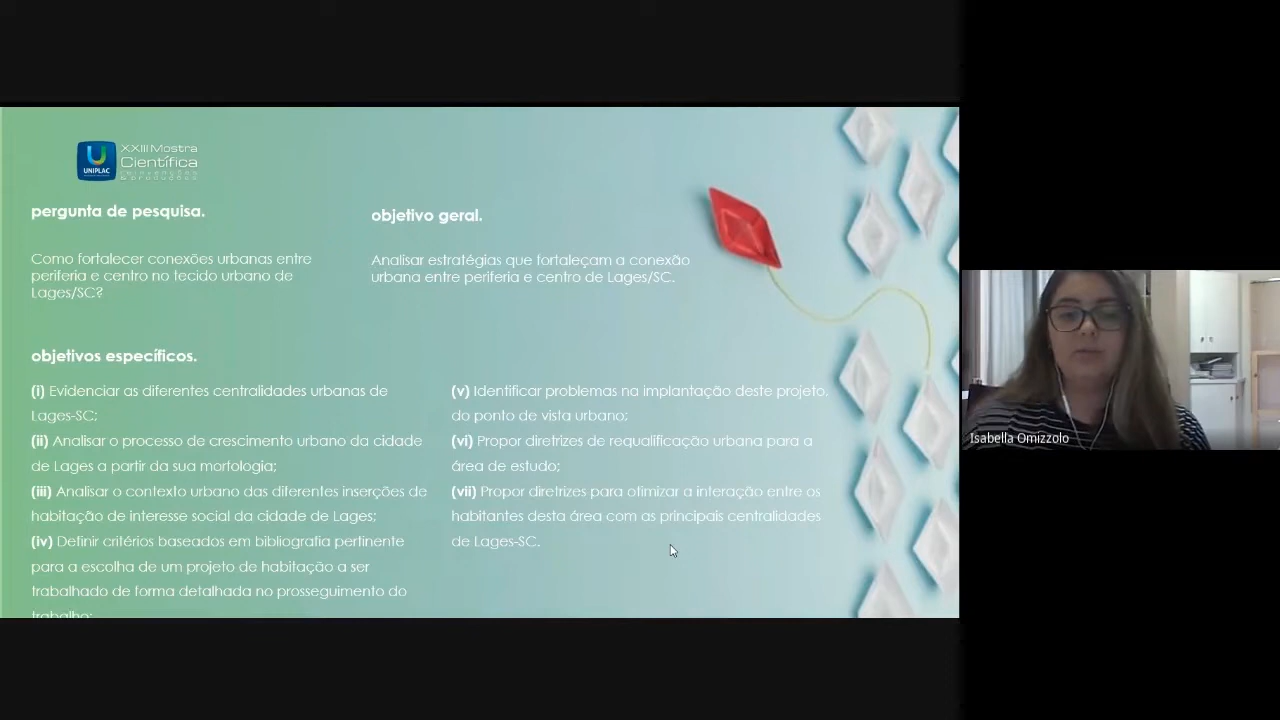 XXIII Mostra
Científica
UNIPLAC
pergunta de pesquisa.
Como fortalecer conexões urbanas entre
periferia e centro no tecido urbano de
Lages/SC?
objetivo geral.
Analisar estratégias que fortaleçam a conexão
urbana entre periferia e centro de Lages/SC.
objetivos específicos.
(i) Evidenciar as diferentes centralidades urbanas de
Lages-SC;
(ii) Analisar o processo de crescimento urbano da cidade
de Lages a partir da sua morfologia;
(iii) Analisar o contexto urbano das diferentes inserções de
habitação de interesse social da cidade de Lages;
(iv) Definir critérios baseados em bibliografia pertinente
para a escolha de um projeto de habitação a ser
trabalhado de forma detalhada no prosseguimento do
trabalho;
(v) Identificar problemas na implantação deste projeto,
do ponto de vista urbano;
(vi) Propor diretrizes de requalificação urbana para a
área de estudo;
(vii) Propor diretrizes para otimizar a interação entre os
habitantes desta área com as principais centralidades
de Lages-SC.
Isabella Omizzolo